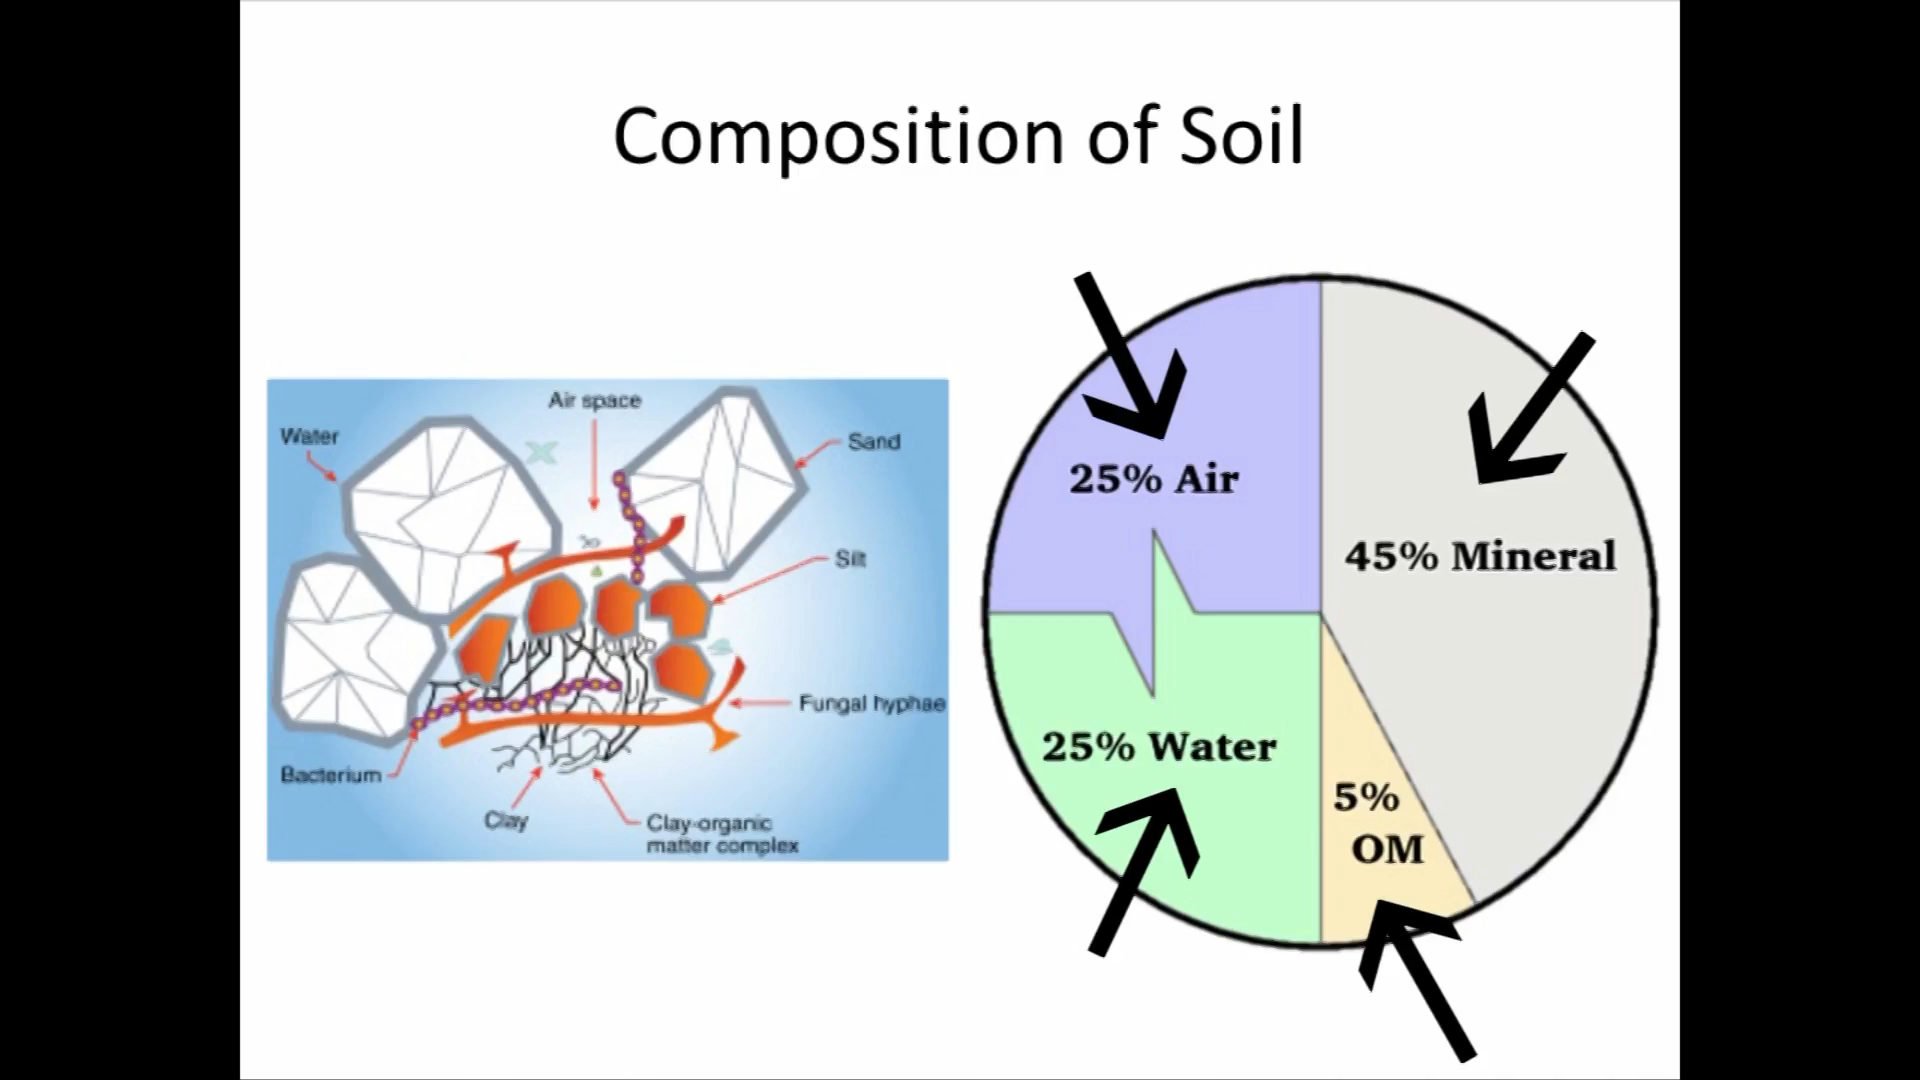 Composition of Soil
Air space
Water
Sand
Silt
Fungal hyphae
Bacterium
Clay
Clay-organic
matter complex
25% Air
45% Mineral
25% Water
5%
OM